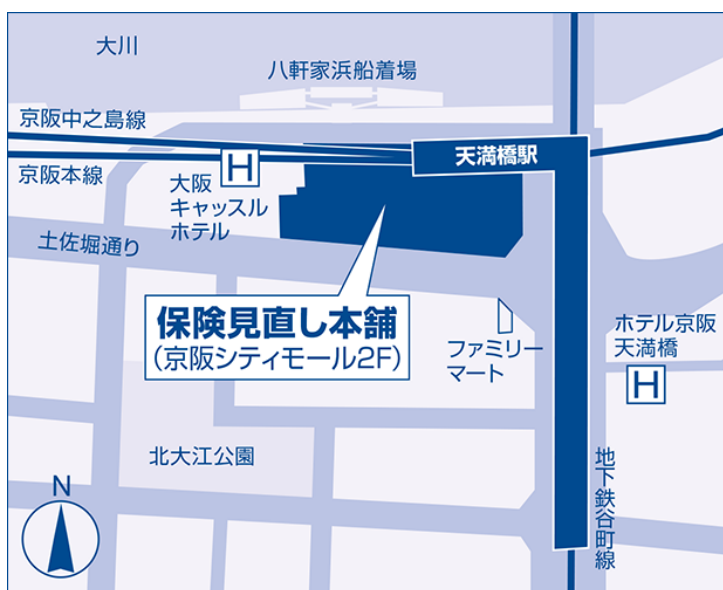 大川
八軒家浜船着場
京阪中之島線
天満橋駅
京阪本線
H
大阪
キャッスル
ホテル
土佐堀通り
保険見直し本舗
(京阪シティモール2F)
ファミリー
マート
ホテル京阪
天満橋
H
北大江公園
地下鉄谷町線
N